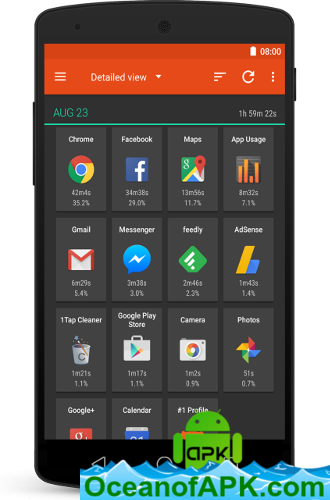 08:00
Detailed view
AUG 23 1h 59m 22s
Chrome Facebook Maps App Usage
42m4s 34m38s 13m56s 8m32s
35.2% 29.0% 11.7% 7.1%
Gmail Messenger feedly AdSense
6m29s 3m38s 2m46s 1m43s
5.4% 3.0% 2.3% 1.4%
1Tap Cleaner Google Play Store Camera Photos
1m21s 1m17s 1m2s 51s
1.1% 1.1% 0.9% 0.7%
Google+ Calendar #1 Profile
apk
OceanofAPK.com